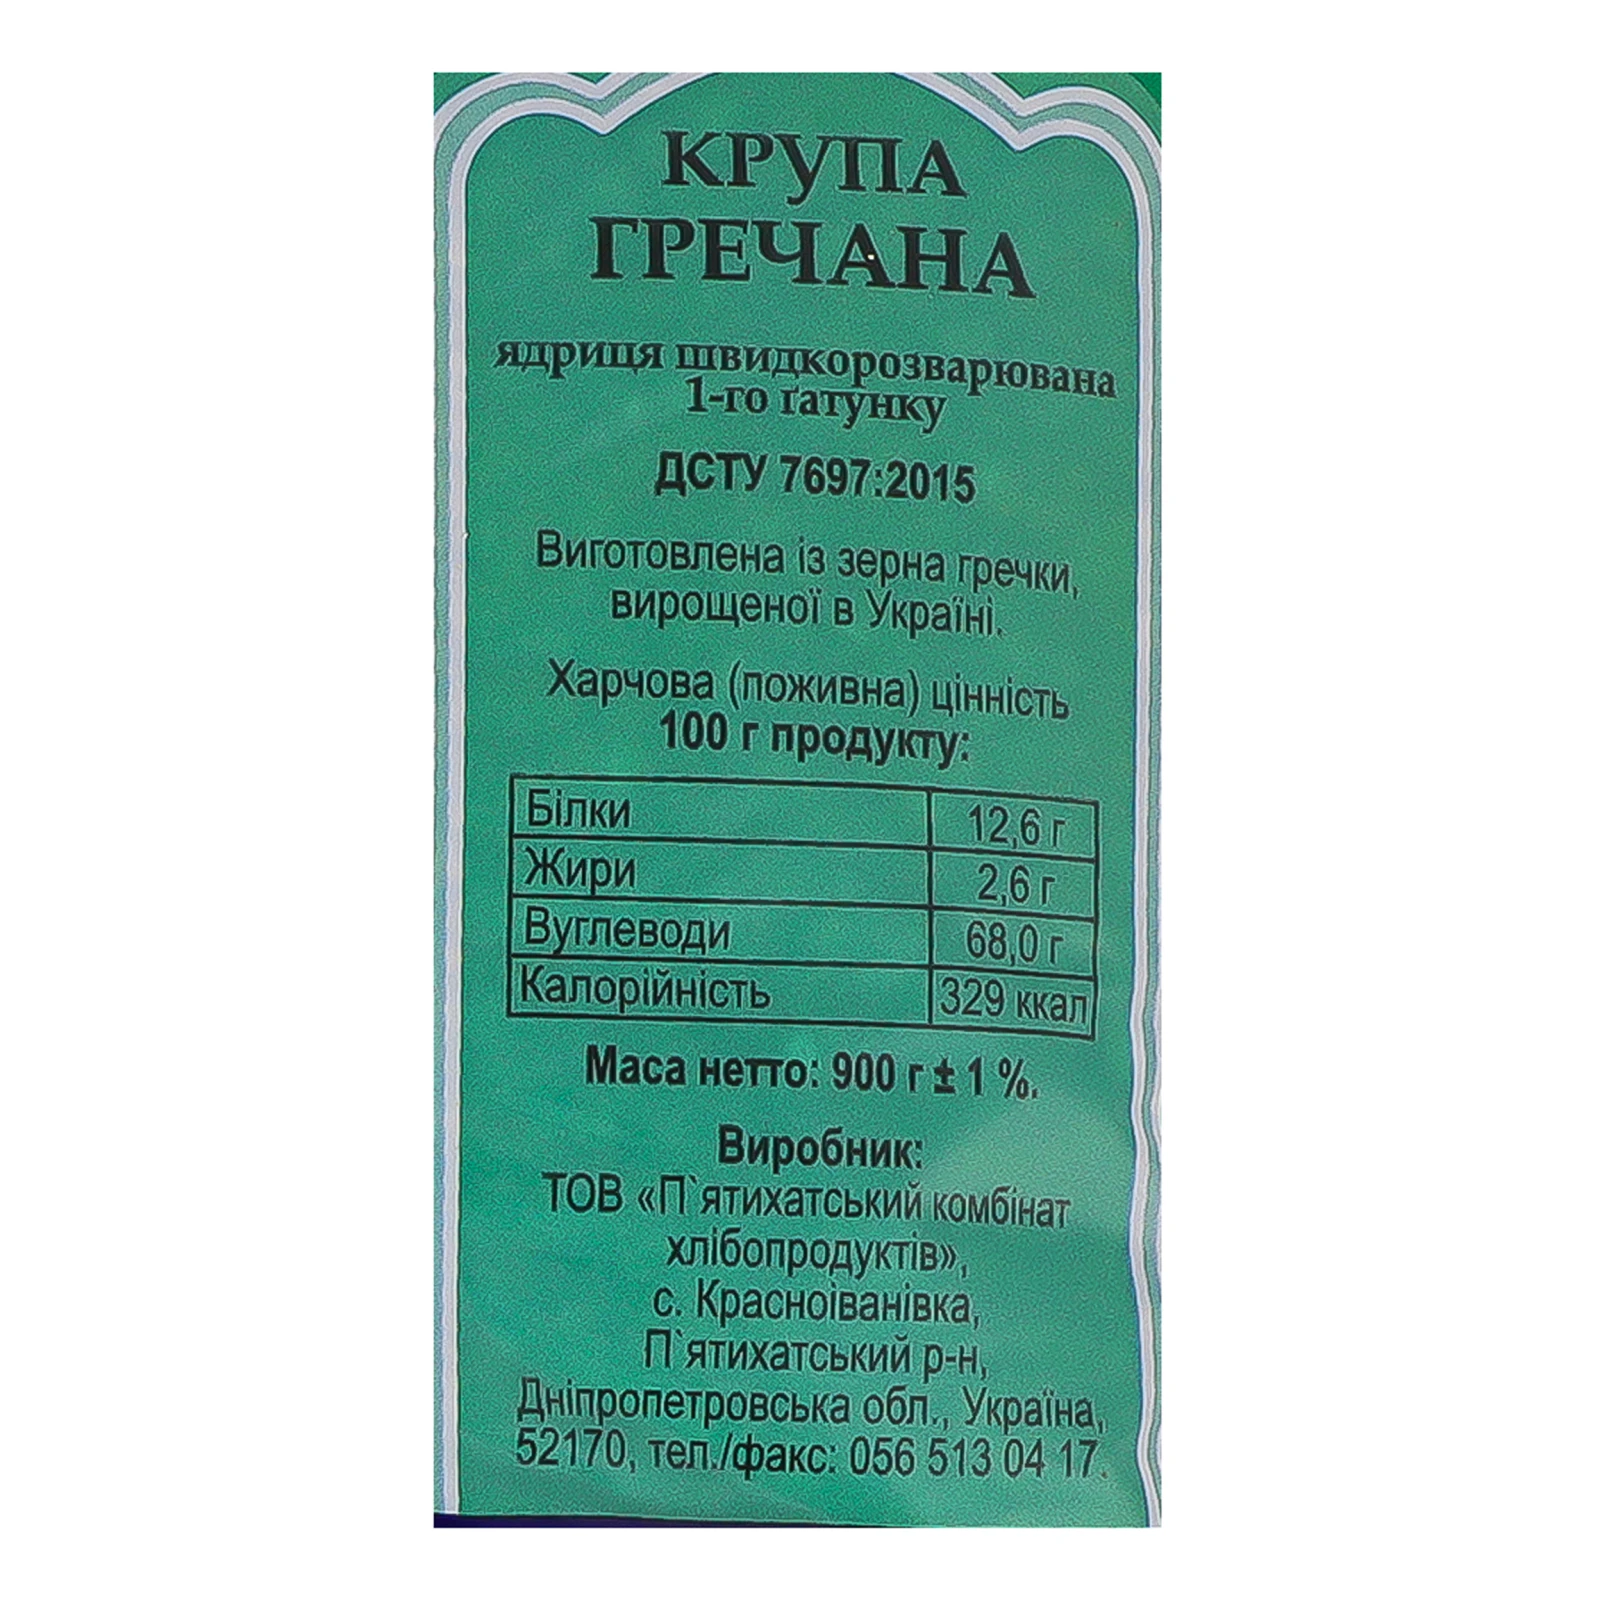 КРУПА
ГРЕЧАНА
ядриця швидкорозварювана
1-го ґатунку
ДСТУ 7697:2015
Виготовлена із зерна гречки,
вирощеної в Україні.
Харчова (поживна) цінність
100 г продукту:
Білки 12,6 г
Жири 2,6 г
Вуглеводи 68,0 г
Калорійність 329 ккал
Маса нетто: 900 г ± 1 %.
Виробник:
ТОВ «П`ятихатський комбінат
хлібопродуктів»,
с. Красноіванівка,
П`ятихатський р-н,
Дніпропетровська обл., Україна,
52170, тел./факс: 056 513 04 17.